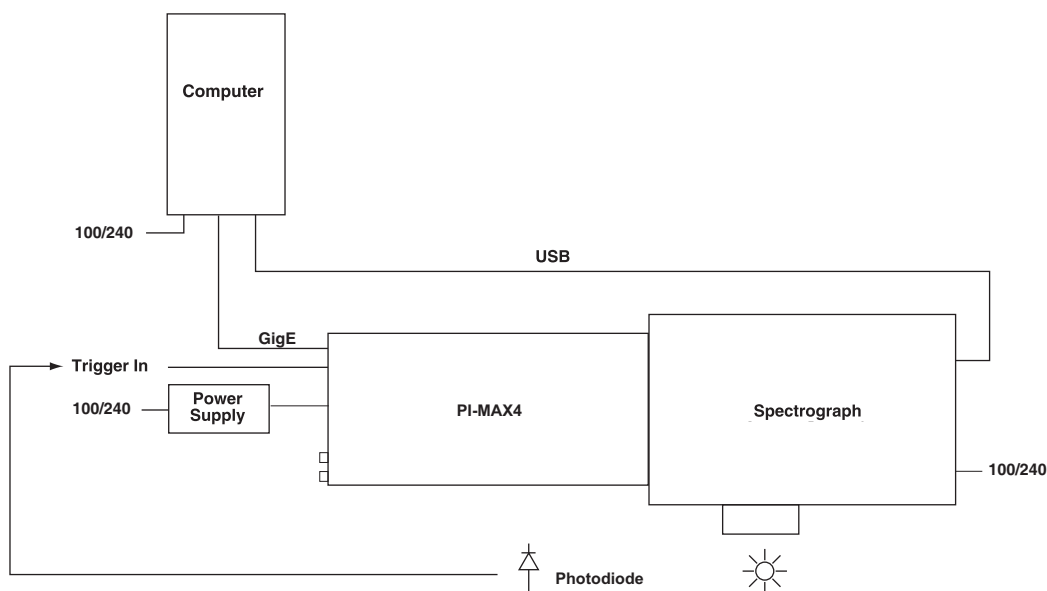 Computer
100/240
USB
GigE
Trigger In
100/240
Power
Supply
PI-MAX4
Spectrograph
100/240
Photodiode